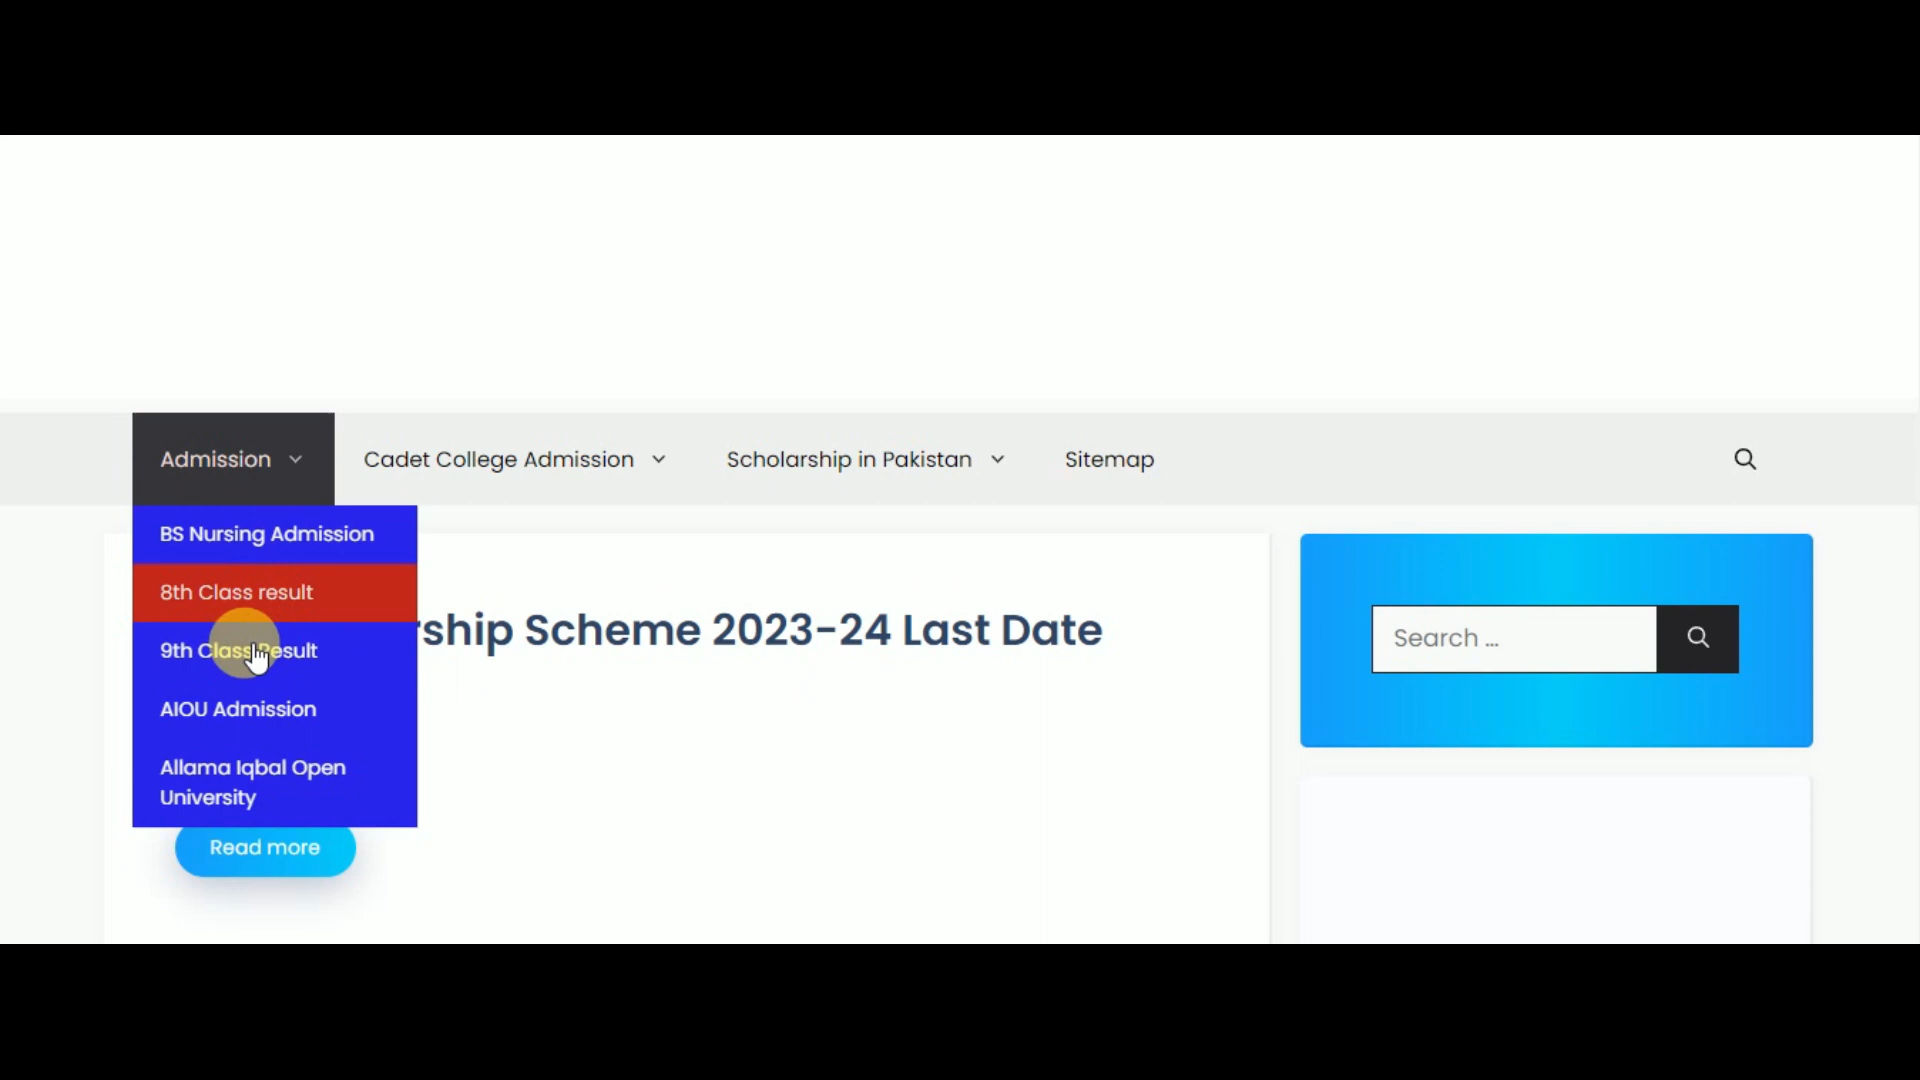 Admission
Cadet College Admission
Scholarship in Pakistan
Sitemap
BS Nursing Admission
8th Class result
9th Class Result
AIOU Admission
Allama Iqbal Open
University
Scheme 2023-24 Last Date
Search ...
Read more